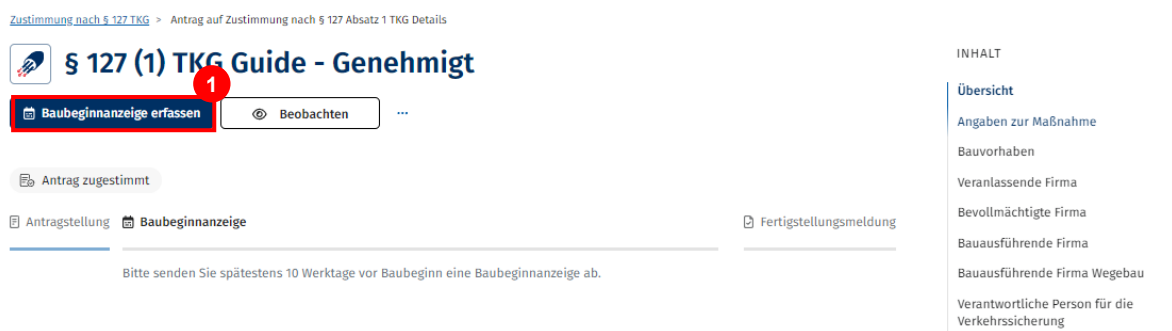 Zustimmung nach § 127 TKG > Antrag auf Zustimmung nach § 127 Absatz 1 TKG Details
§ 127 (1) TKG Guide - Genehmigt
1
Baubeginnanzeige erfassen
Beobachten
...
Antrag zugestimmt
Antragstellung
Baubeginnanzeige
Fertigstellungsmeldung
Bitte senden Sie spätestens 10 Werktage vor Baubeginn eine Baubeginnanzeige ab.
INHALT
Übersicht
Angaben zur Maßnahme
Bauvorhaben
Veranlassende Firma
Bevollmächtigte Firma
Bauausführende Firma
Bauausführende Firma Wegebau
Verantwortliche Person für die
Verkehrssicherung